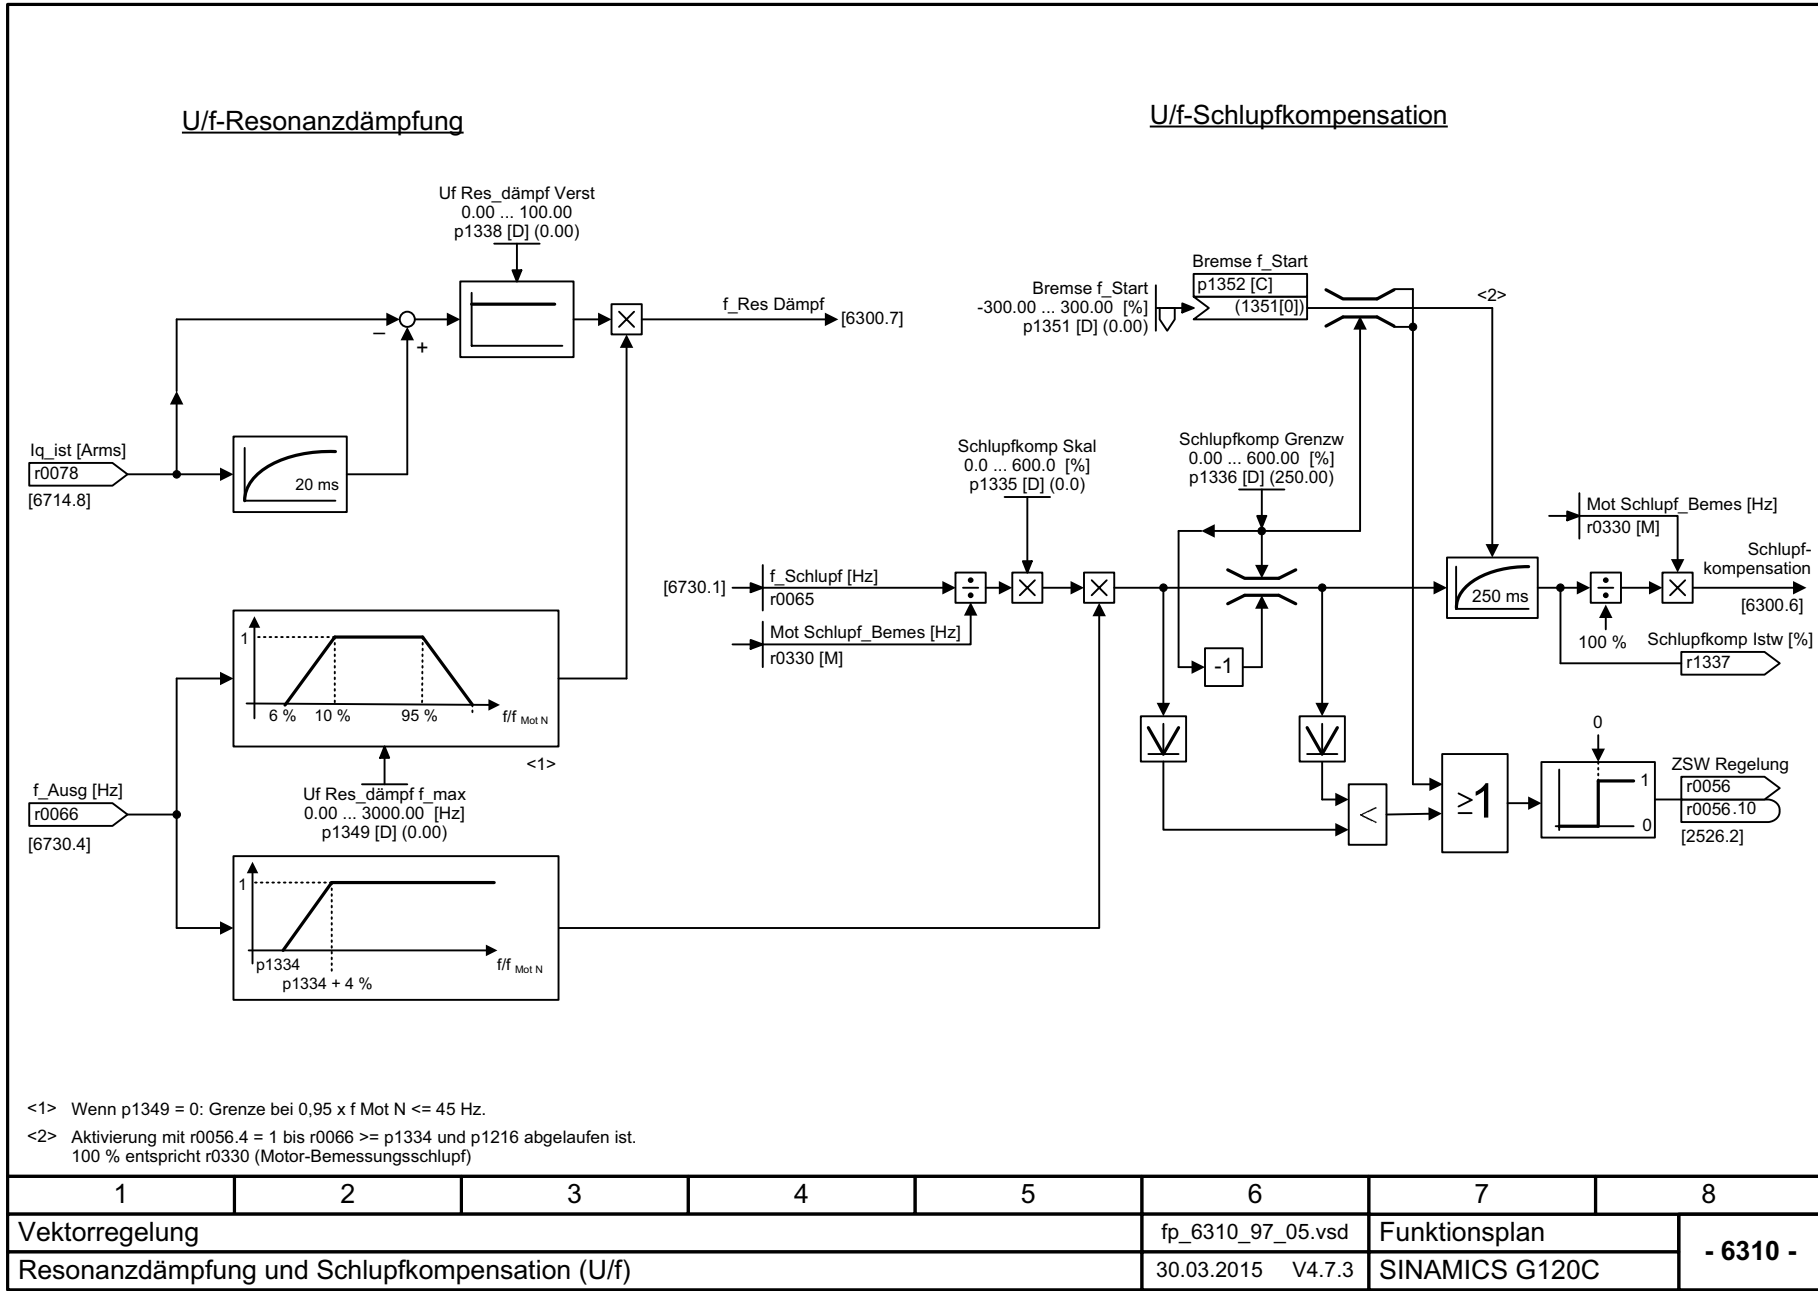 U/f-Resonanzdämpfung
Uf Res_dämpf Verst
0.00 ... 100.00
p1338 [D] (0.00)
f_Res Dämpf
[6300.7]
−
+
Iq_ist [Arms]
r0078
[6714.8]
20 ms
1
6 %
10 %
95 %
f/f Mot N
<1>
Uf Res_dämpf f_max
0.00 ... 3000.00 [Hz]
p1349 [D] (0.00)
f_Ausg [Hz]
r0066
[6730.4]
1
p1334
p1334 + 4 %
f/f Mot N
U/f-Schlupfkompensation
Bremse f_Start
-300.00 ... 300.00 [%]
p1351 [D] (0.00)
Bremse f_Start
p1352 [C]
(1351[0])
<2>
Schlupfkomp Skal
0.0 ... 600.0 [%]
p1335 [D] (0.0)
Schlupfkomp Grenzw
0.00 ... 600.00 [%]
p1336 [D] (250.00)
[6730.1]
f_Schlupf [Hz]
r0065
Mot Schlupf_Bemes [Hz]
r0330 [M]
-1
250 ms
Mot Schlupf_Bemes [Hz]
r0330 [M]
Schlupf-
kompensation
[6300.6]
100 %
Schlupfkomp Istw [%]
r1337
<
≥1
0
1
0
ZSW Regelung
r0056
r0056.10
[2526.2]
<1> Wenn p1349 = 0: Grenze bei 0,95 x f Mot N <= 45 Hz.
<2> Aktivierung mit r0056.4 = 1 bis r0066 >= p1334 und p1216 abgelaufen ist.
100 % entspricht r0330 (Motor-Bemessungsschlupf)
1 2 3 4 5 6 7 8
Vektorregelung
fp_6310_97_05.vsd
Funktionsplan
- 6310 -
Resonanzdämpfung und Schlupfkompensation (U/f)
30.03.2015 V4.7.3
SINAMICS G120C